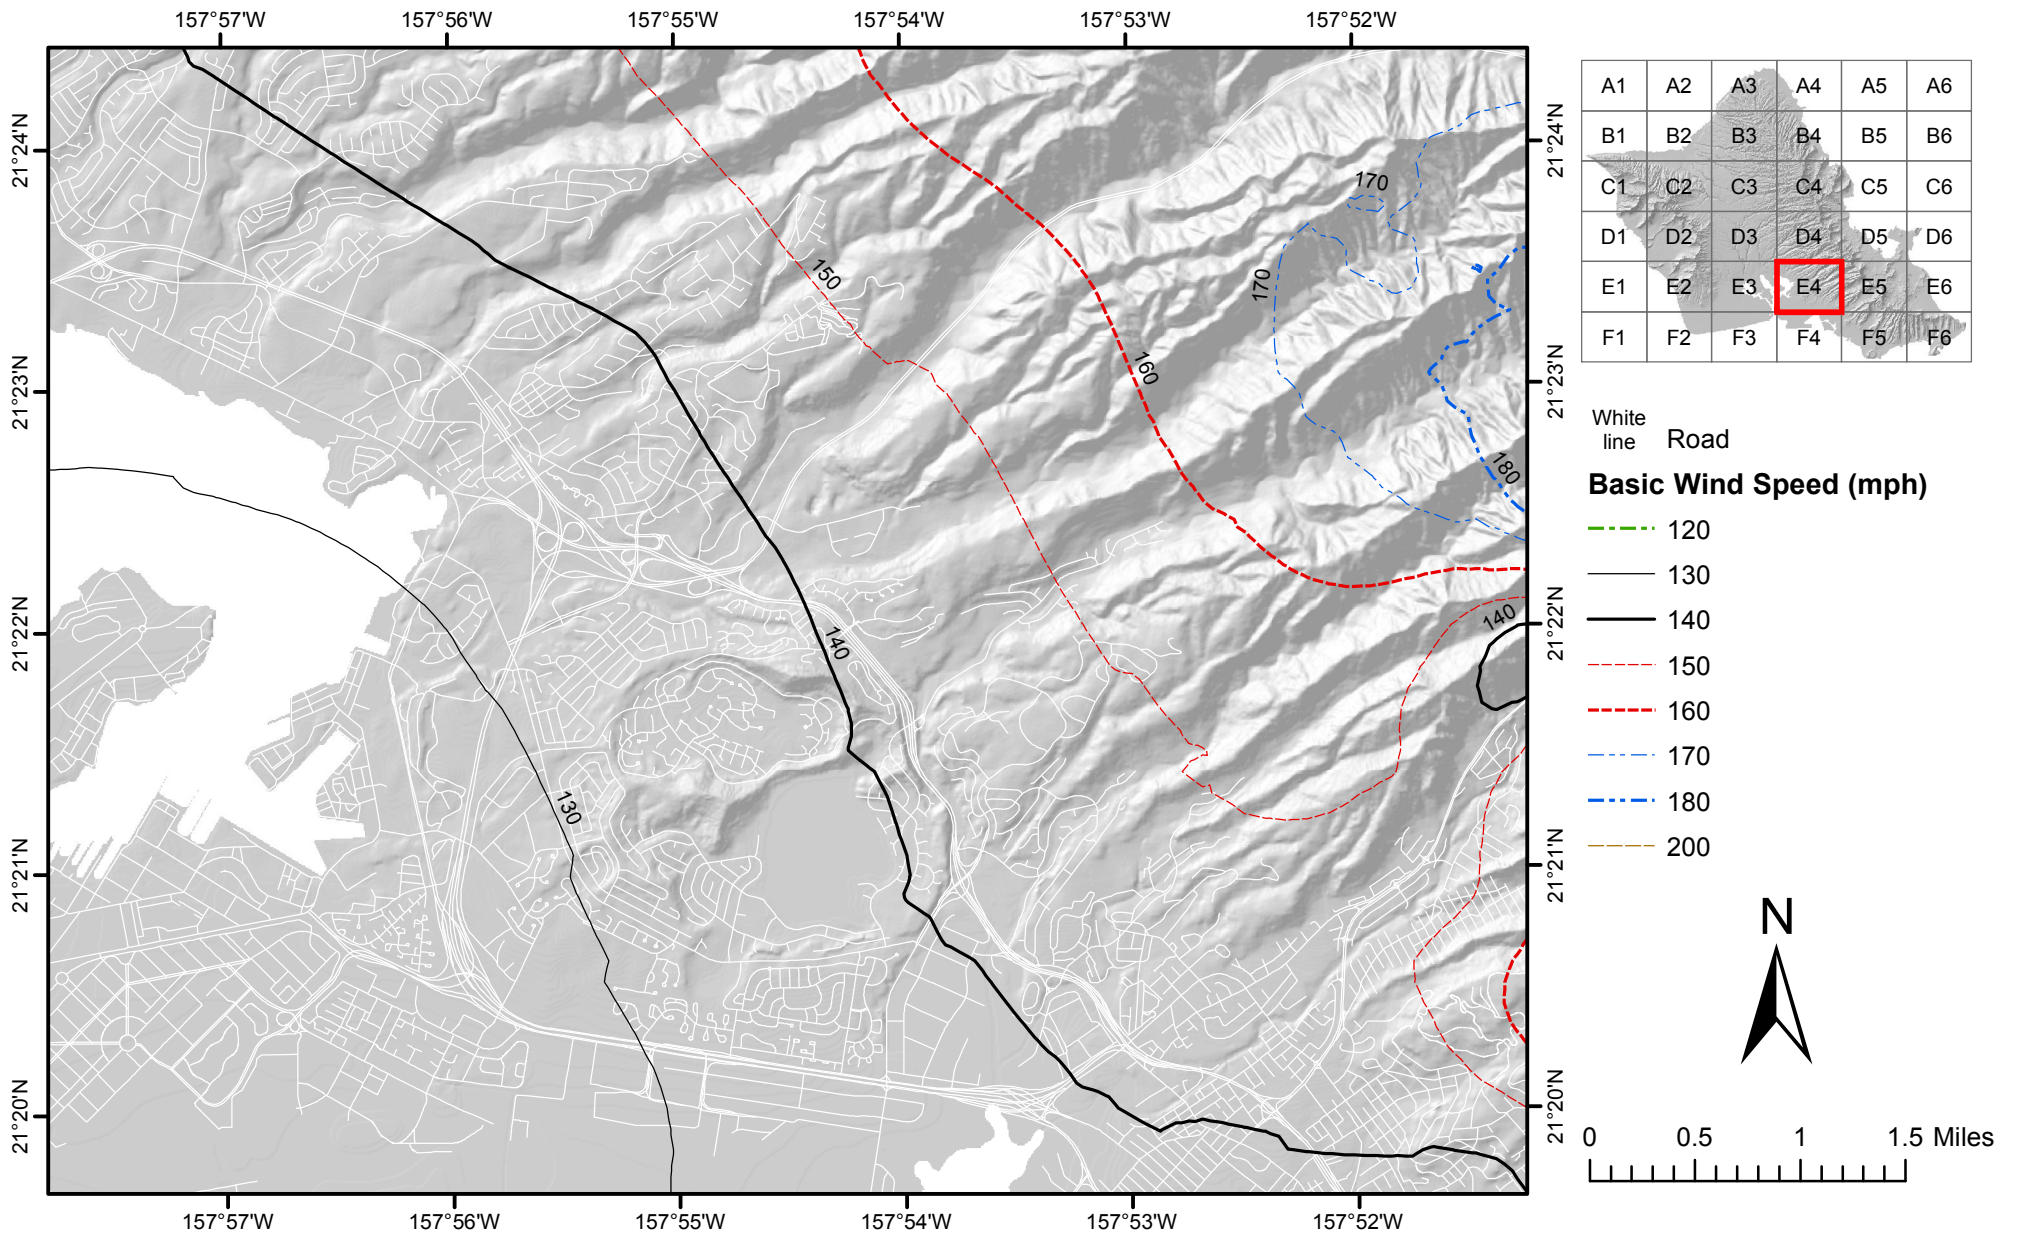 157°57'W 157°56'W 157°55'W 157°54'W 157°53'W 157°52'W
21°24'N
21°23'N
21°22'N
21°21'N
21°20'N
170
150
170
160
180
140
140
130
21°24'N
21°23'N
21°22'N
21°21'N
21°20'N
157°57'W 157°56'W 157°55'W 157°54'W 157°53'W 157°52'W
A1 A2 A3 A4 A5 A6
B1 B2 B3 B4 B5 B6
C1 C2 C3 C4 C5 C6
D1 D2 D3 D4 D5 D6
E1 E2 E3 E4 E5 E6
F1 F2 F3 F4 F5 F6
White
line Road
Basic Wind Speed (mph)
120
130
140
150
160
170
180
200
N
0 0.5 1 1.5 Miles